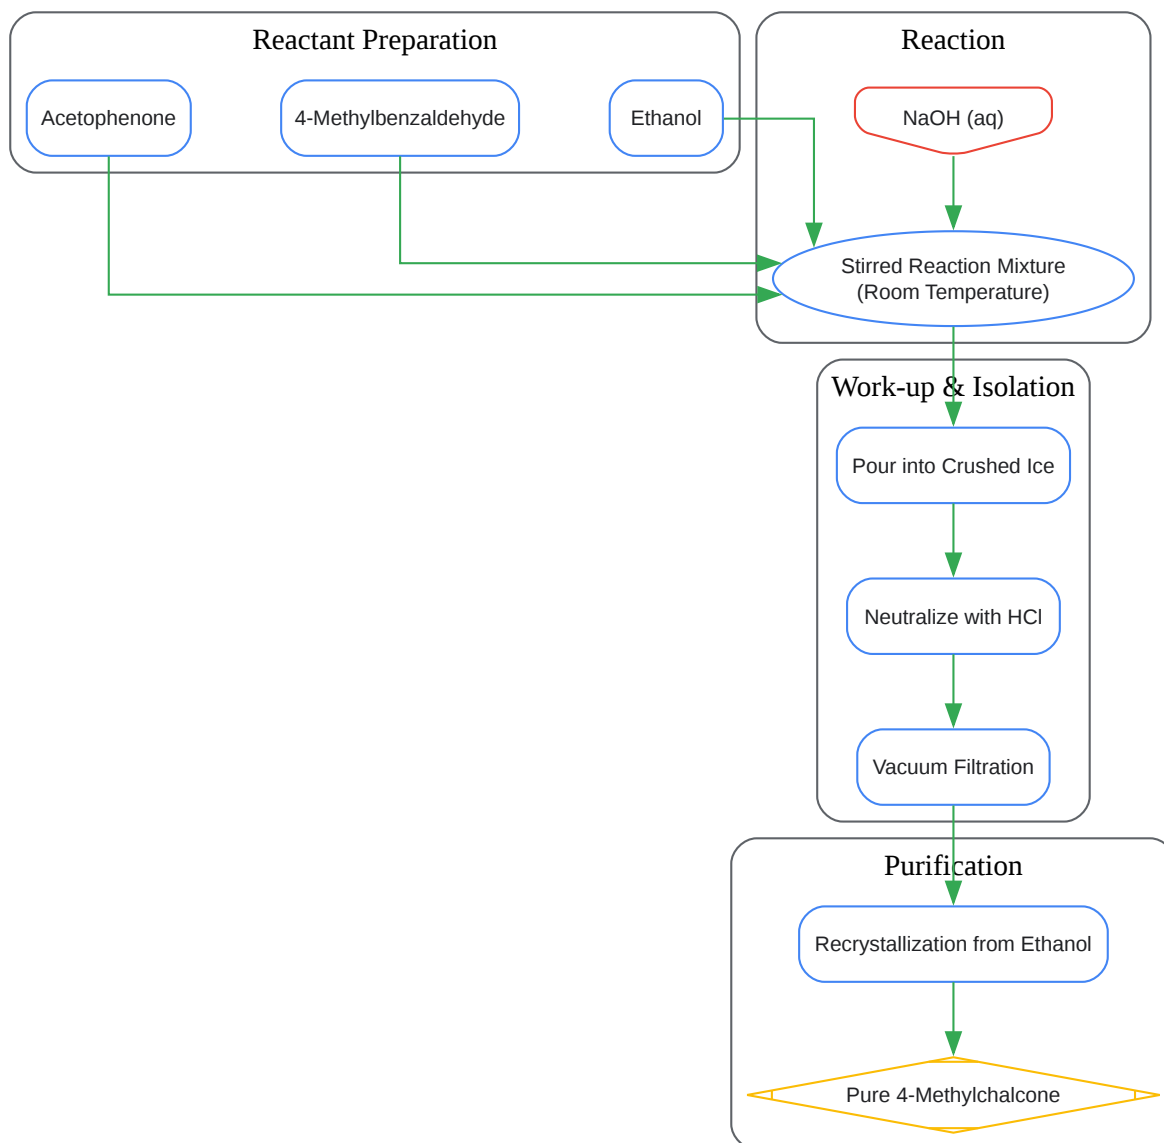 Reactant Preparation
Reaction
Acetophenone
4-Methylbenzaldehyde
Ethanol
NaOH (aq)
Stirred Reaction Mixture
(Room Temperature)
Work-up & Isolation
Pour into Crushed Ice
Neutralize with HCl
Vacuum Filtration
Purification
Recrystallization from Ethanol
Pure 4-Methylchalcone